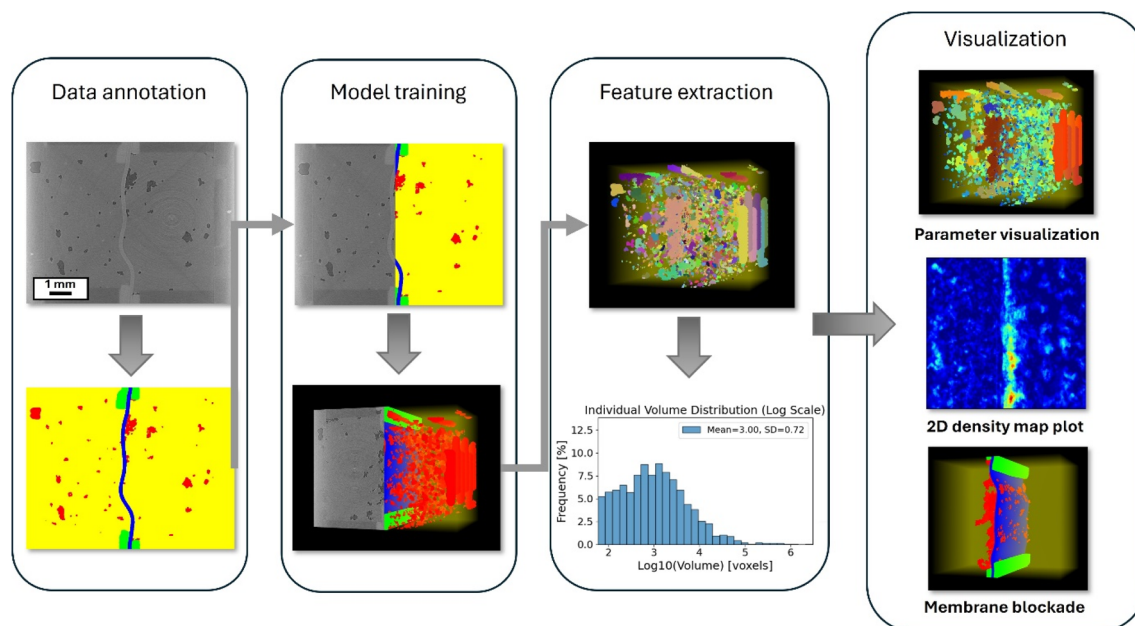 Data annotation
1 mm
Model training
Feature extraction
Individual Volume Distribution (Log Scale)
Mean=3.00, SD=0.72
Frequency [%]
12.5
10.0
7.5
5.0
2.5
0.0
2 3 4 5 6
Log10(Volume) [voxels]
Visualization
Parameter visualization
2D density map plot
Membrane blockade